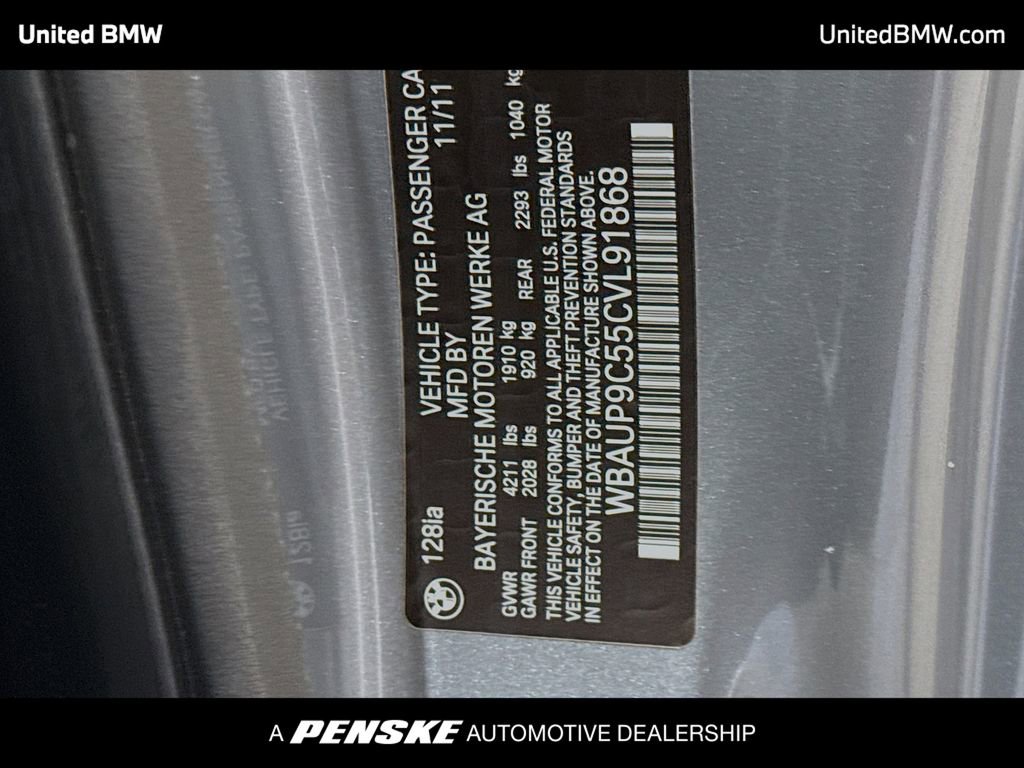 United BMW
UnitedBMW.com
128ia
VEHICLE TYPE: PASSENGER CA
MFD BY 11/11
BAYERISCHE MOTOREN WERKE AG
GVWR 4211 lbs 1910 kg
GAWR FRONT 2028 lbs 920 kg REAR 2293 lbs 1040 kg
THIS VEHICLE CONFORMS TO ALL APPLICABLE U.S. FEDERAL MOTOR
VEHICLE SAFETY, BUMPER AND THEFT PREVENTION STANDARDS
IN EFFECT ON THE DATE OF MANUFACTURE SHOWN ABOVE.
WBAUP9C55CVL91868
A PENSKE AUTOMOTIVE DEALERSHIP